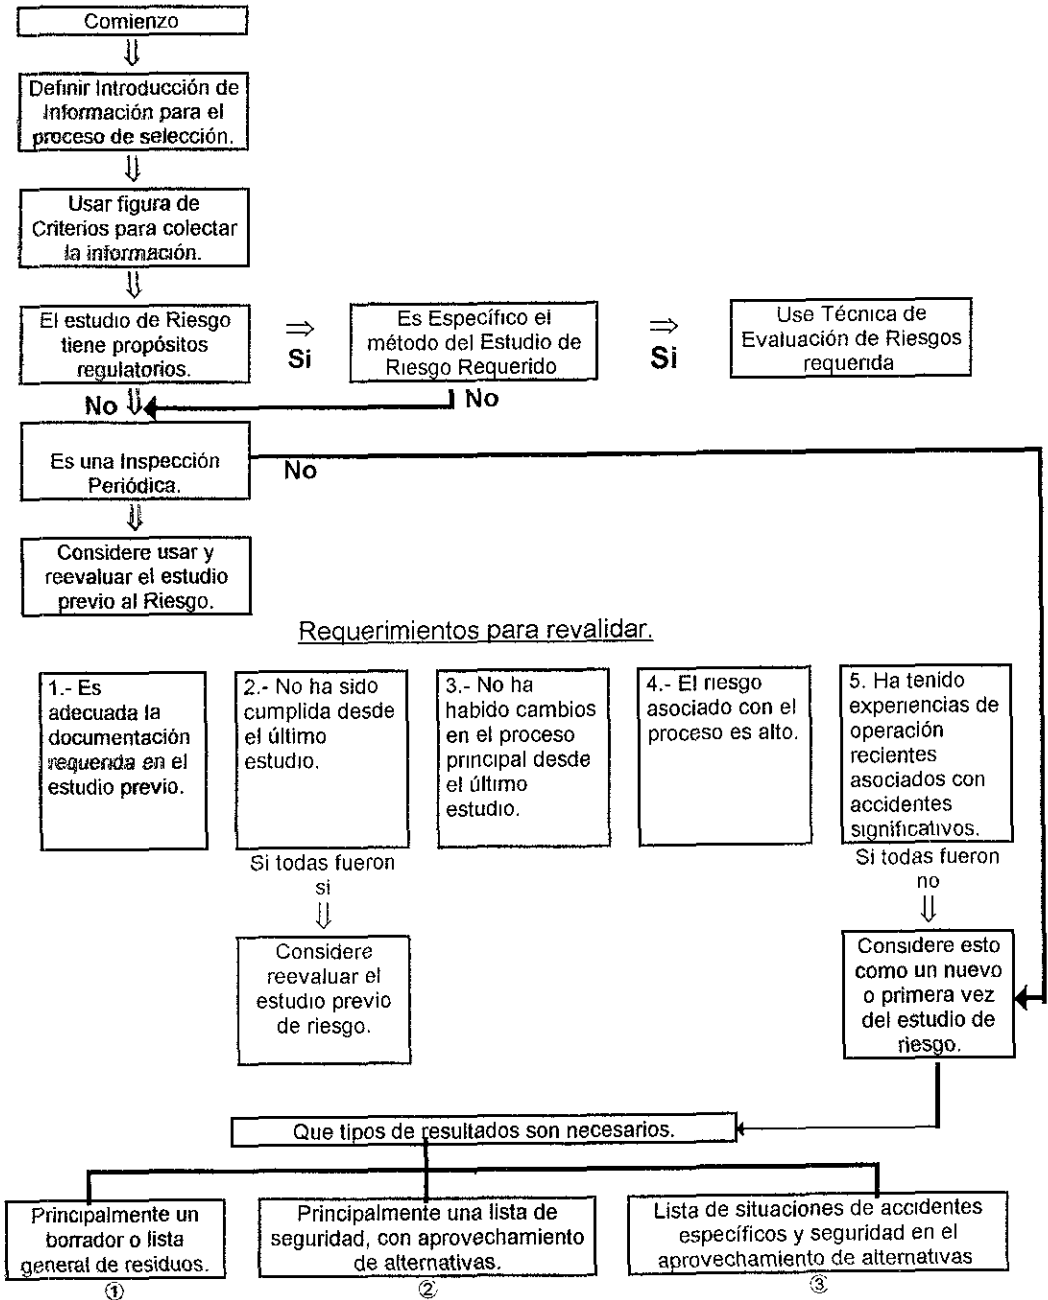 Comienzo
⇓
Definir Introducción de
Información para el
proceso de selección.
⇓
Usar figura de
Criterios para colectar
la información.
⇓
El estudio de Riesgo
tiene propósitos
regulatorios.
⇒
Si
Es Específico el
método del Estudio de
Riesgo Requerido
⇒
Si
Use Técnica de
Evaluación de Riesgos
requerida
No ⇓
No
Es una Inspección
Periódica.
No
⇓
Considere usar y
reevaluar el estudio
previo al Riesgo.
Requerimientos para revalidar.
1.- Es
adecuada la
documentación
requerida en el
estudio previo.
2.- No ha sido
cumplida desde
el último
estudio.
3.- No ha
habido cambios
en el proceso
principal desde
el último
estudio.
4.- El riesgo
asociado con el
proceso es alto.
5. Ha tenido
experiencias de
operación
recientes
asociados con
accidentes
significativos.
Si todas fueron
si
⇓
Considere
reevaluar el
estudio previo
de riesgo.
Si todas fueron
no
⇓
Considere esto
como un nuevo
o primera vez
del estudio de
riesgo.
Que tipos de resultados son necesarios.
Principalmente un
borrador o lista
general de residuos.
①
Principalmente una lista de
seguridad, con aprovechamiento
de alternativas.
②
Lista de situaciones de accidentes
específicos y seguridad en el
aprovechamiento de alternativas
③